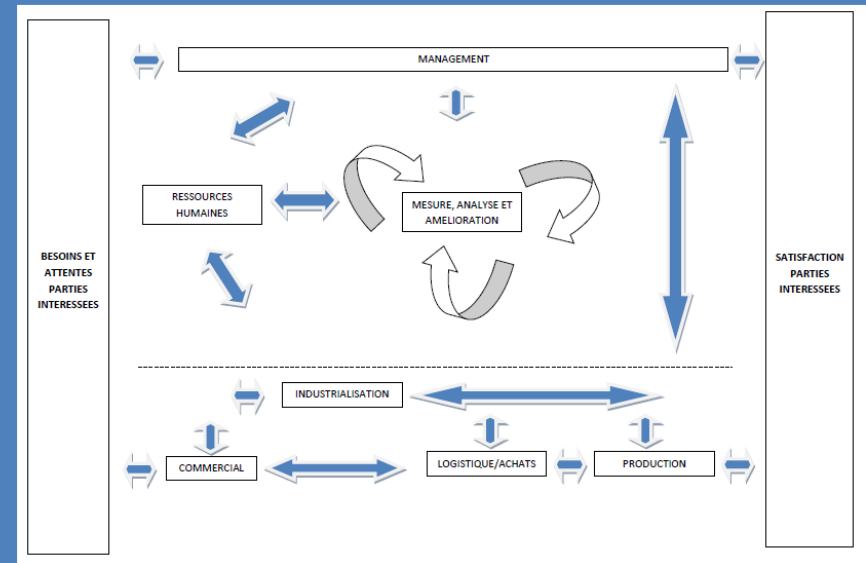 MANAGEMENT
RESSOURCES
HUMAINES
MESURE, ANALYSE ET
AMELIORATION
BESOINS ET
ATTENTES
PARTIES
INTERESSEES
SATISFACTION
PARTIES
INTERESSEES
INDUSTRIALISATION
COMMERCIAL
LOGISTIQUE/ACHATS
PRODUCTION